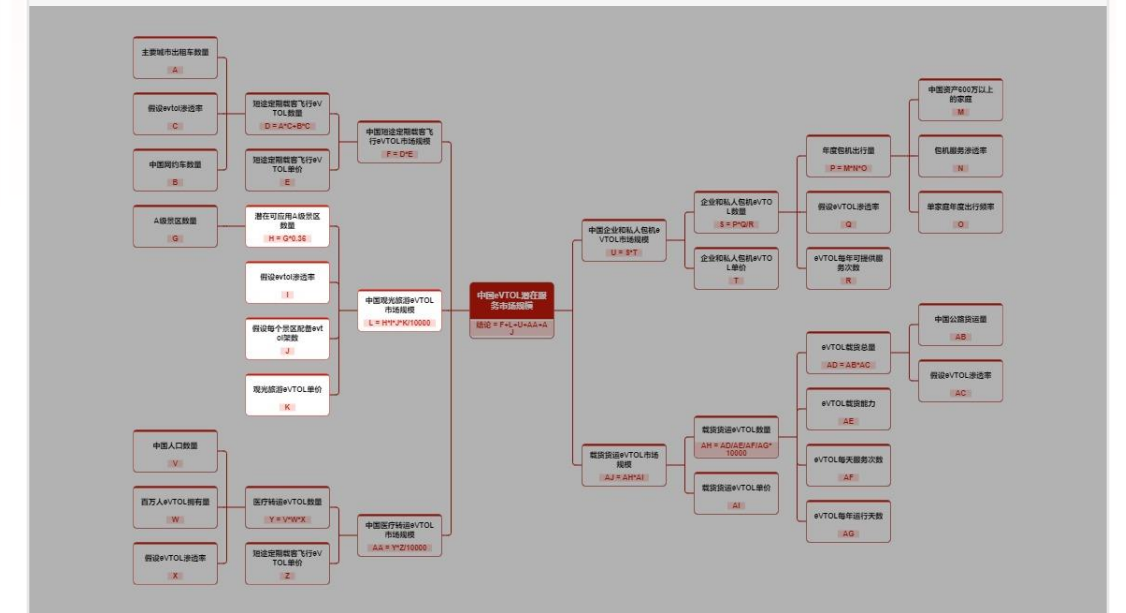 主要城市出租车数量
A
假设evtol渗透率
C
中国网约车数量
B
短途定期载客飞行eV
TOL数量
D = A*C+B*C
短途定期载客飞行eV
TOL单价
E
中国短途定期载客飞
行eVTOL市场规模
F = D*E
A级景区数量
G
潜在可应用A级景区
数量
H = G*0.36
假设evtol渗透率
I
假设每个景区配备evt
ol架数
J
观光旅游eVTOL单价
K
中国观光旅游eVTOL
市场规模
L = H*I*J*K/10000
中国人口数量
V
百万人eVTOL拥有量
W
假设eVTOL渗透率
X
医疗转运eVTOL数量
Y = V*W*X
短途定期载客飞行eV
TOL单价
Z
中国医疗转运eVTOL
市场规模
AA = Y*Z/10000
中国eVTOL潜在服
务市场规模
结论 = F+L+U+AA+A
J
中国企业和私人包机e
VTOL市场规模
U = S*T
企业和私人包机eVTO
L数量
S = P*Q/R
企业和私人包机eVTO
L单价
T
年度包机出行量
P = M*N*O
假设eVTOL渗透率
Q
eVTOL每年可提供服
务次数
R
中国资产600万以上
的家庭
M
包机服务渗透率
N
单家庭年度出行频率
O
载货货运eVTOL市场
规模
AJ = AH*AI
载货货运eVTOL数量
AH = AD/AE/AF/AG*
10000
载货货运eVTOL单价
AI
eVTOL载货总量
AD = AB*AC
eVTOL载货能力
AE
eVTOL每天服务次数
AF
eVTOL每年运行天数
AG
中国公路货运量
AB
假设eVTOL渗透率
AC